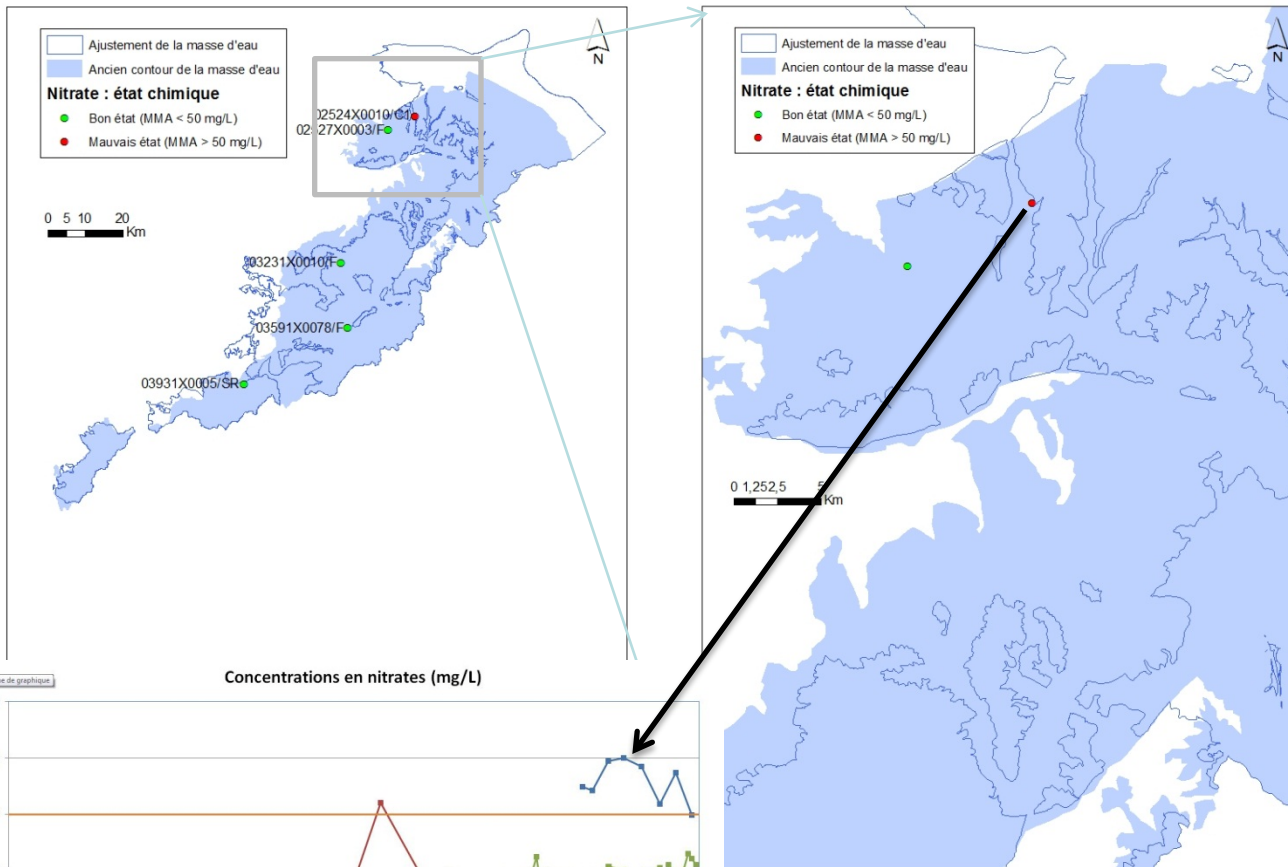 Ajustement de la masse d'eau
Ancien contour de la masse d'eau
Nitrate : état chimique
Bon état (MMA < 50 mg/L)
Mauvais état (MMA > 50 mg/L)
N
02524X0010/C1
03231X0010/F
03591X0078/F
03931X0005/SR
0 5 10 20
Km
Ajustement de la masse d'eau
Ancien contour de la masse d'eau
Nitrate : état chimique
Bon état (MMA < 50 mg/L)
Mauvais état (MMA > 50 mg/L)
N
0 1,252,5 5
Km
Concentrations en nitrates (mg/L)
de graphique